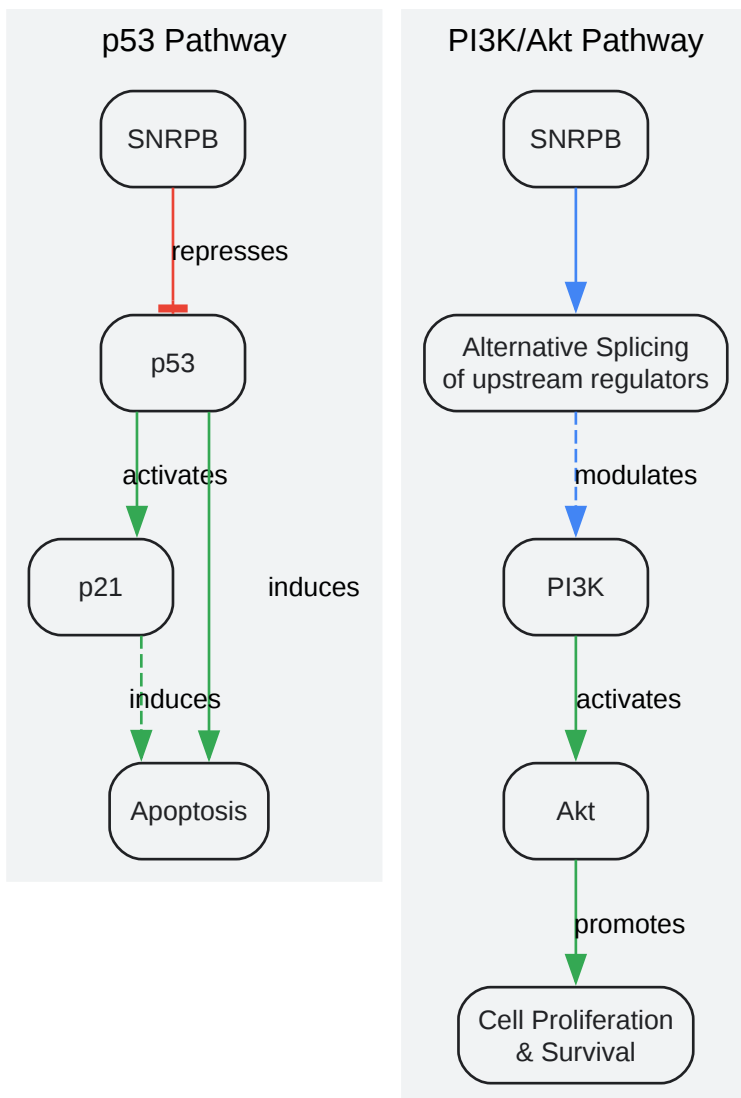 p53 Pathway
SNRPB
represses
p53
activates
p21
induces
induces
Apoptosis
PI3K/Akt Pathway
SNRPB
Alternative Splicing
of upstream regulators
modulates
PI3K
activates
Akt
promotes
Cell Proliferation
& Survival